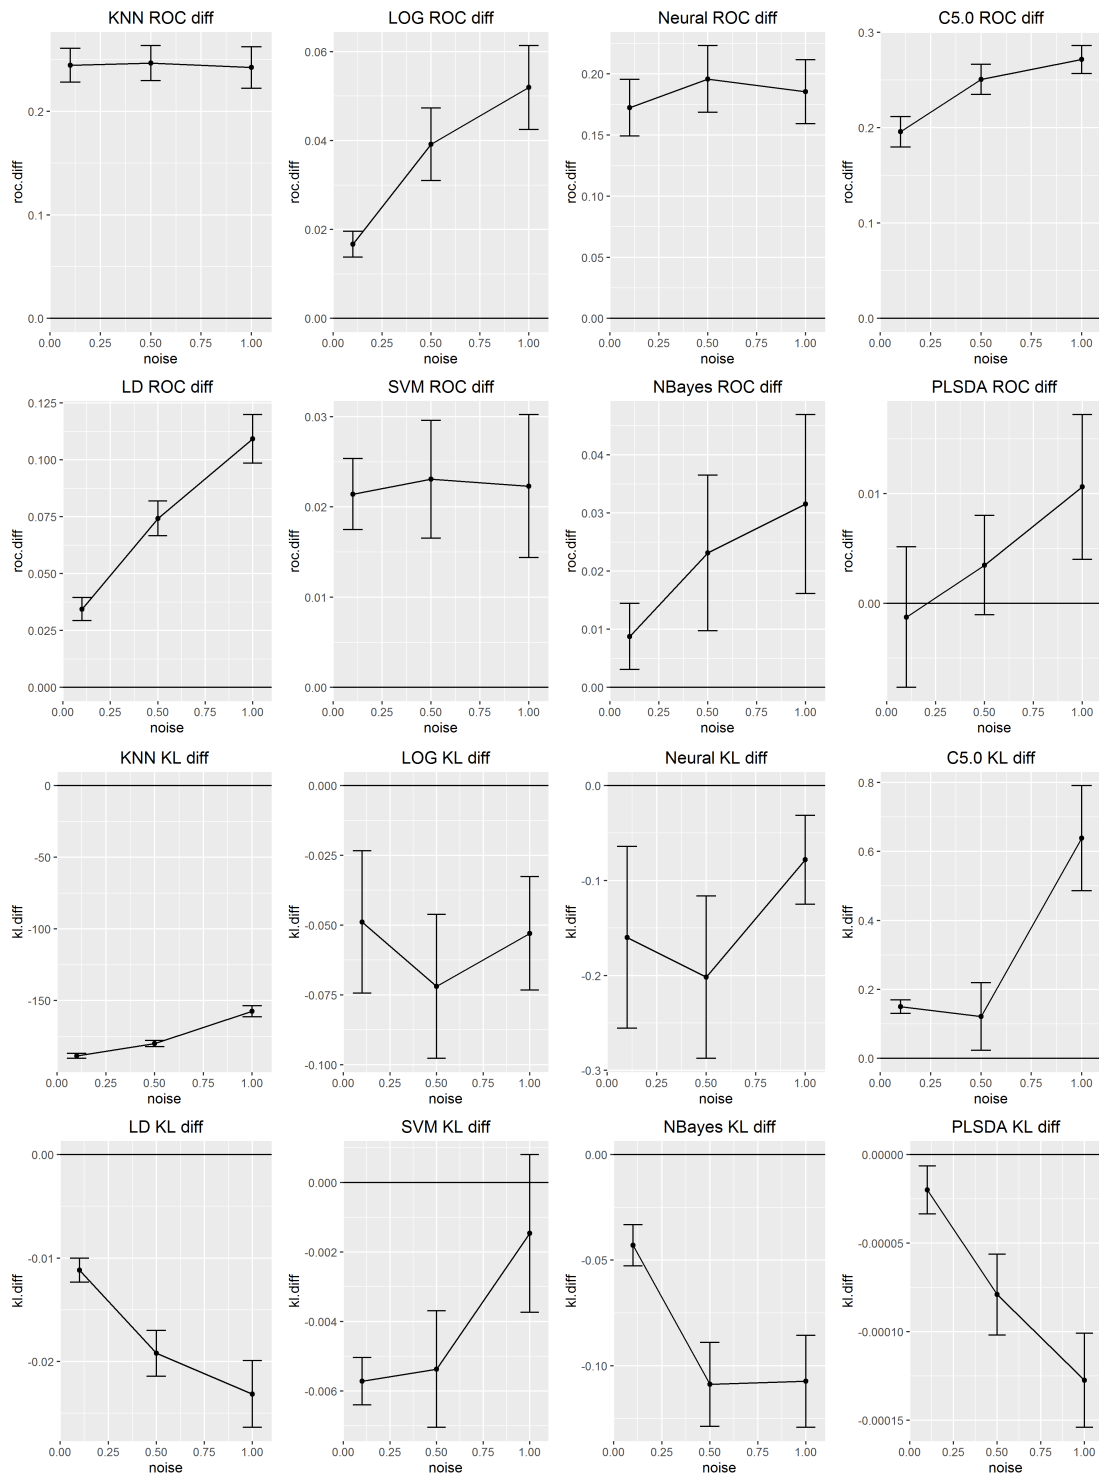 KNN ROC diff
roc.diff
0.2
0.1
0.0
0.00 0.25 0.50 0.75 1.00
noise
LOG ROC diff
roc.diff
0.06
0.04
0.02
0.00
0.00 0.25 0.50 0.75 1.00
noise
Neural ROC diff
roc.diff
0.20
0.15
0.10
0.05
0.00
0.00 0.25 0.50 0.75 1.00
noise
C5.0 ROC diff
roc.diff
0.3
0.2
0.1
0.0
0.00 0.25 0.50 0.75 1.00
noise
LD ROC diff
roc.diff
0.125
0.100
0.075
0.050
0.025
0.000
0.00 0.25 0.50 0.75 1.00
noise
SVM ROC diff
roc.diff
0.03
0.02
0.01
0.00
0.00 0.25 0.50 0.75 1.00
noise
NBayes ROC diff
roc.diff
0.04
0.03
0.02
0.01
0.00
0.00 0.25 0.50 0.75 1.00
noise
PLSDA ROC diff
roc.diff
0.01
0.00
0.00 0.25 0.50 0.75 1.00
noise
KNN KL diff
kl.diff
0
-50
-100
-150
0.00 0.25 0.50 0.75 1.00
noise
LOG KL diff
kl.diff
0.000
-0.025
-0.050
-0.075
-0.100
0.00 0.25 0.50 0.75 1.00
noise
Neural KL diff
kl.diff
0.0
-0.1
-0.2
-0.3
0.00 0.25 0.50 0.75 1.00
noise
C5.0 KL diff
kl.diff
0.8
0.6
0.4
0.2
0.0
0.00 0.25 0.50 0.75 1.00
noise
LD KL diff
kl.diff
0.00
-0.01
-0.02
0.00 0.25 0.50 0.75 1.00
noise
SVM KL diff
kl.diff
0.000
-0.002
-0.004
-0.006
0.00 0.25 0.50 0.75 1.00
noise
NBayes KL diff
kl.diff
0.00
-0.05
-0.10
0.00 0.25 0.50 0.75 1.00
noise
PLSDA KL diff
kl.diff
0.00000
-0.00005
-0.00010
-0.00015
0.00 0.25 0.50 0.75 1.00
noise